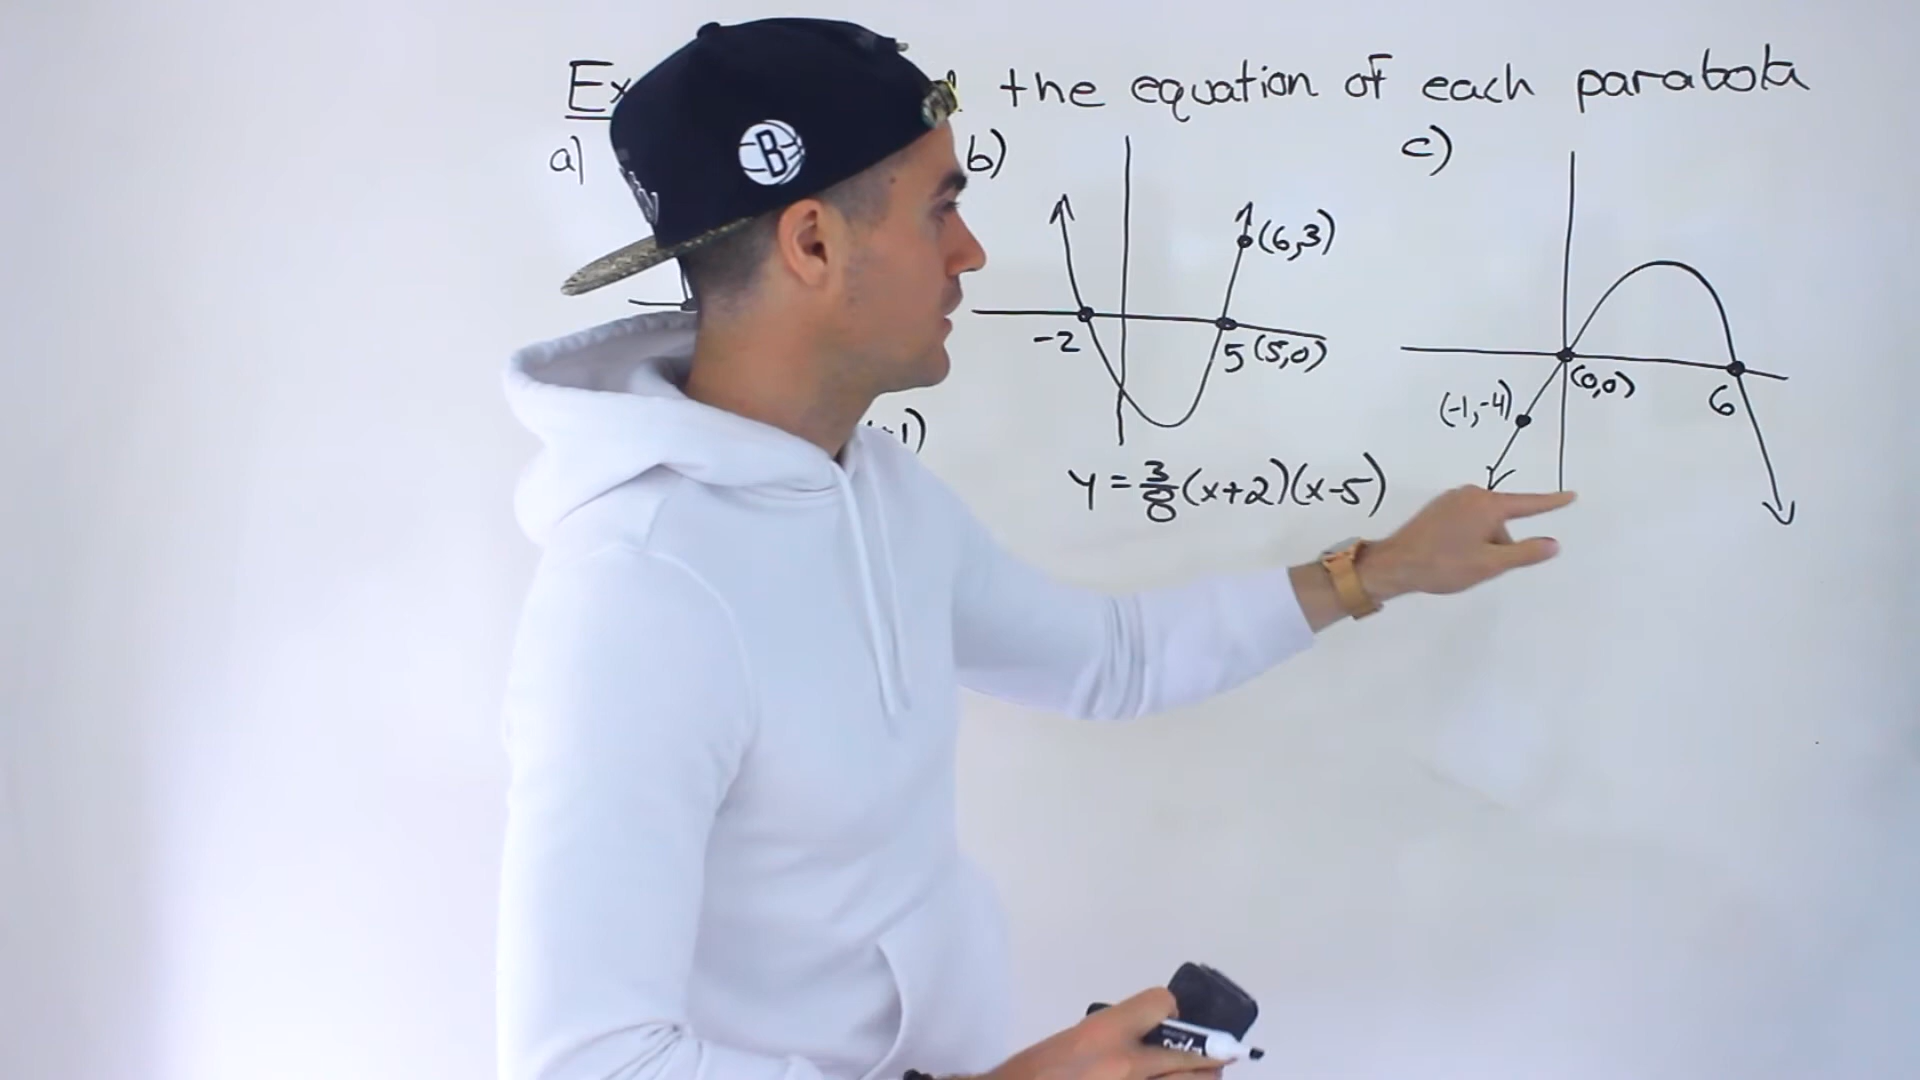 the equation of each parabola
a)
b)
c)
(6,3)
-2
5 (5,0)
(-1,-4)
(0,0)
6
y = 3/8 (x+2)(x-5)
B